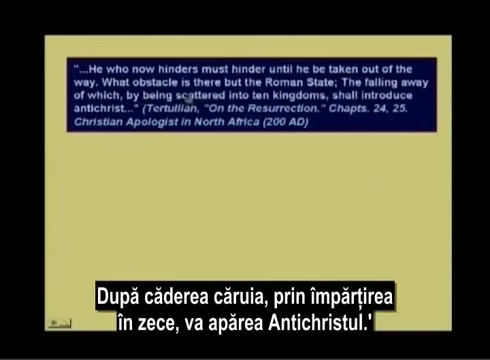 "...He who now hinders must hinder until he be taken out of the
way. What obstacle is there but the Roman State; The falling away
of which, by being scattered into ten kingdoms, shall introduce
antichrist..." (Tertullian, "On the Resurrection." Chapts. 24, 25.
Christian Apologist in North Africa (200 AD)
După căderea căruia, prin împărțirea
în zece, va apărea Antichristul.'